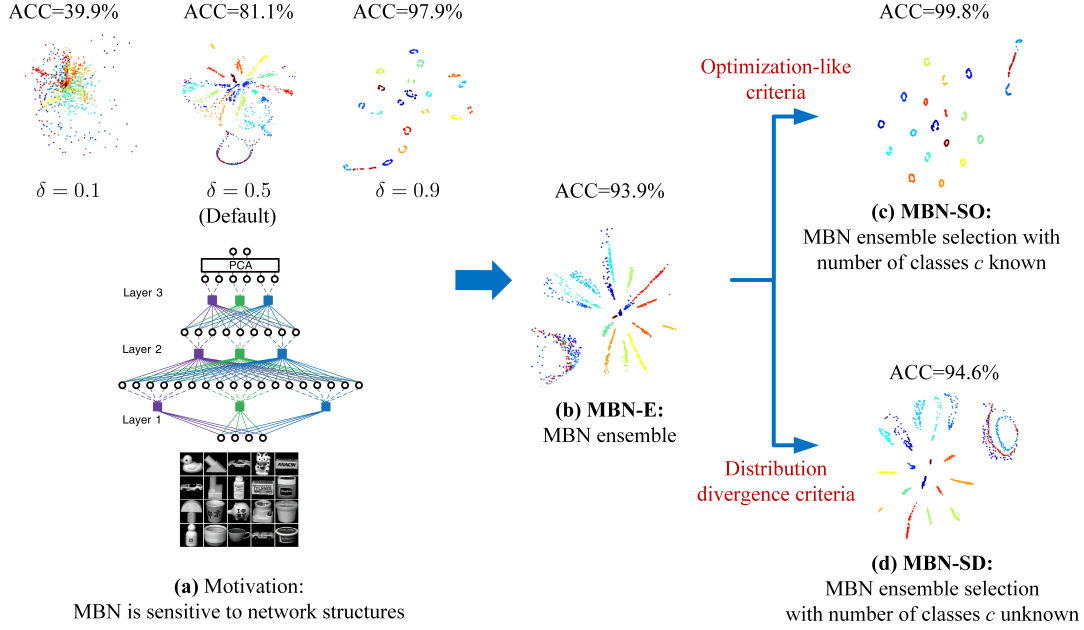 ACC=39.9%
ACC=81.1%
ACC=97.9%
δ = 0.1
δ = 0.5
(Default)
δ = 0.9
PCA
Layer 3
Layer 2
Layer 1
ANACIN
(a) Motivation:
MBN is sensitive to network structures
ACC=93.9%
(b) MBN-E:
MBN ensemble
Optimization-like
criteria
ACC=99.8%
(c) MBN-SO:
MBN ensemble selection with
number of classes c known
Distribution
divergence criteria
ACC=94.6%
(d) MBN-SD:
MBN ensemble selection
with number of classes c unknown